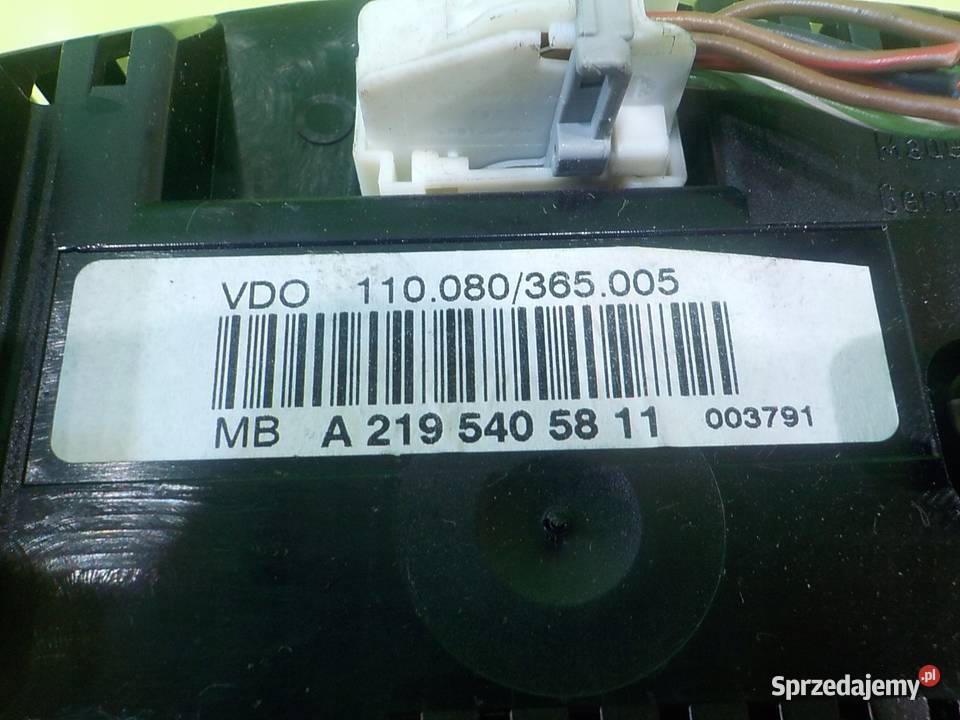 VDO 110.080/365.005
MB A 219 540 58 11 003791
Sprzedajemy.pl